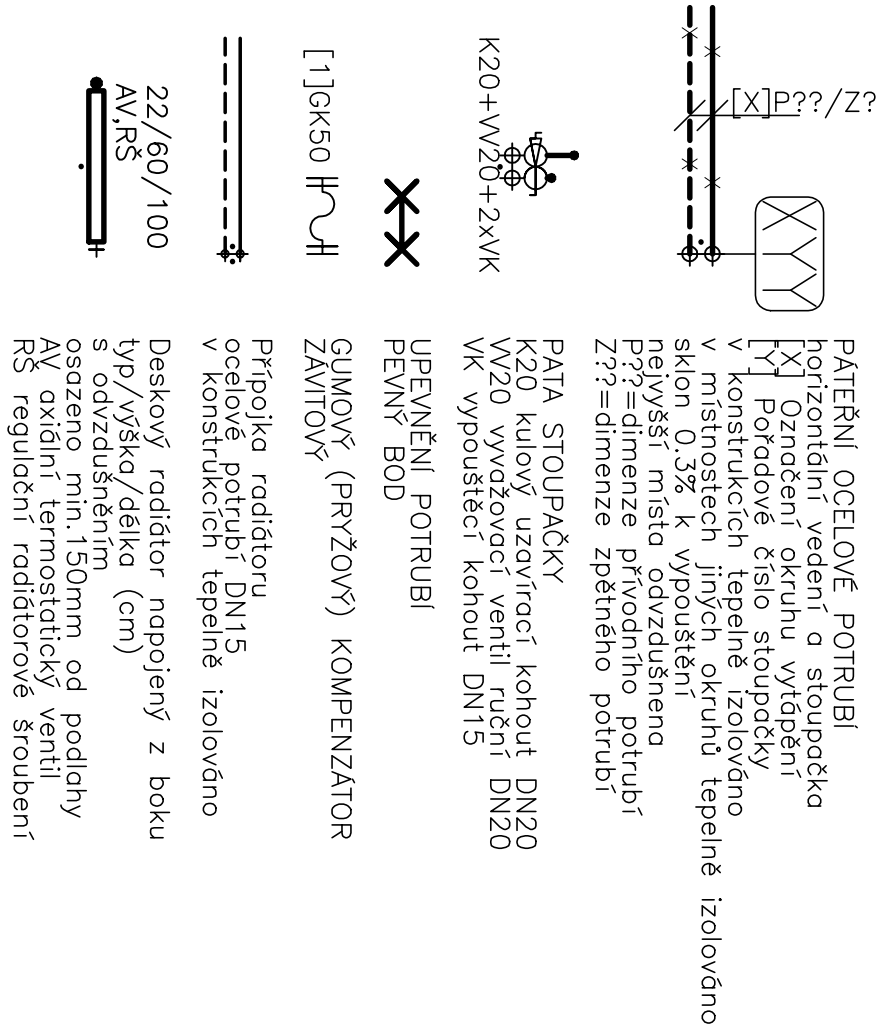 [X]P??/Z?
XYY
PÁTEŘNÍ OCELOVÉ POTRUBÍ
horizontální vedení a stoupačka
[X] Označení okruhu vytápění
[Y] Pořadové číslo stoupačky
v konstrukcích tepelně izolováno
v místnostech jiných okruhů tepelně izolováno
sklon 0.3% k vypouštění
nejvyšší místa odvzdušnena
P??=dimenze přívodního potrubí
Z??=dimenze zpětného potrubí
K20+VV20+2xVK
PATA STOUPAČKY
K20 kulový uzavírací kohout DN20
VV20 vyvažovací ventil ruční DN20
VK vypouštěcí kohout DN15
UPEVNĚNÍ POTRUBÍ
PEVNÝ BOD
[1]GK50
GUMOVÝ (PRYŽOVÝ) KOMPENZÁTOR
ZÁVITOVÝ
Přípojka radiátoru
ocelové potrubí DN15
v konstrukcích tepelně izolováno
22/60/100
AV,RŠ
Deskový radiátor napojený z boku
typ/výška/délka (cm)
s odvzdušněním
osazeno min.150mm od podlahy
AV axiální termostatický ventil
RŠ regulační radiátorové šroubení